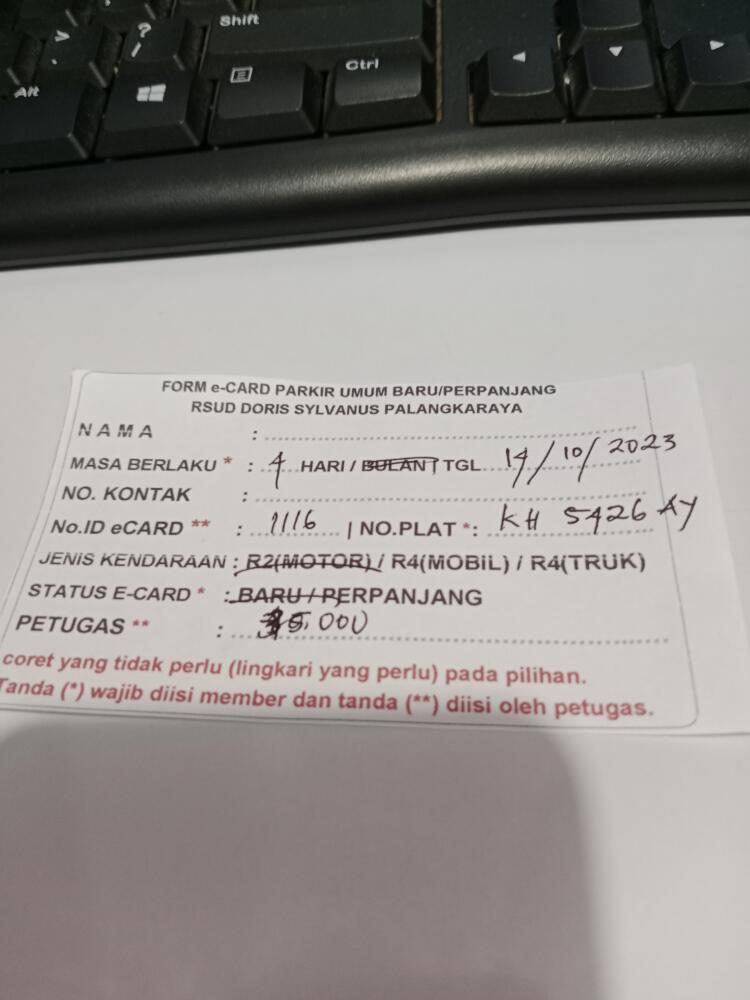 Shift
> .
? /
Alt
Ctrl
FORM e-CARD PARKIR UMUM BARU/PERPANJANG
RSUD DORIS SYLVANUS PALANGKARAYA
NAMA :
MASA BERLAKU * : HARI / BULAN | TGL 14/10/2023
NO. KONTAK :
No.ID eCARD ** : 1116 | NO.PLAT *: KH 5426 AY
JENIS KENDARAAN : R2(MOTOR) / R4(MOBiL) / R4(TRUK)
STATUS E-CARD * : BARU / PERPANJANG
PETUGAS ** :
coret yang tidak perlu (lingkari yang perlu) pada pilihan.
Tanda (*) wajib diisi member dan tanda (**) diisi oleh petugas.